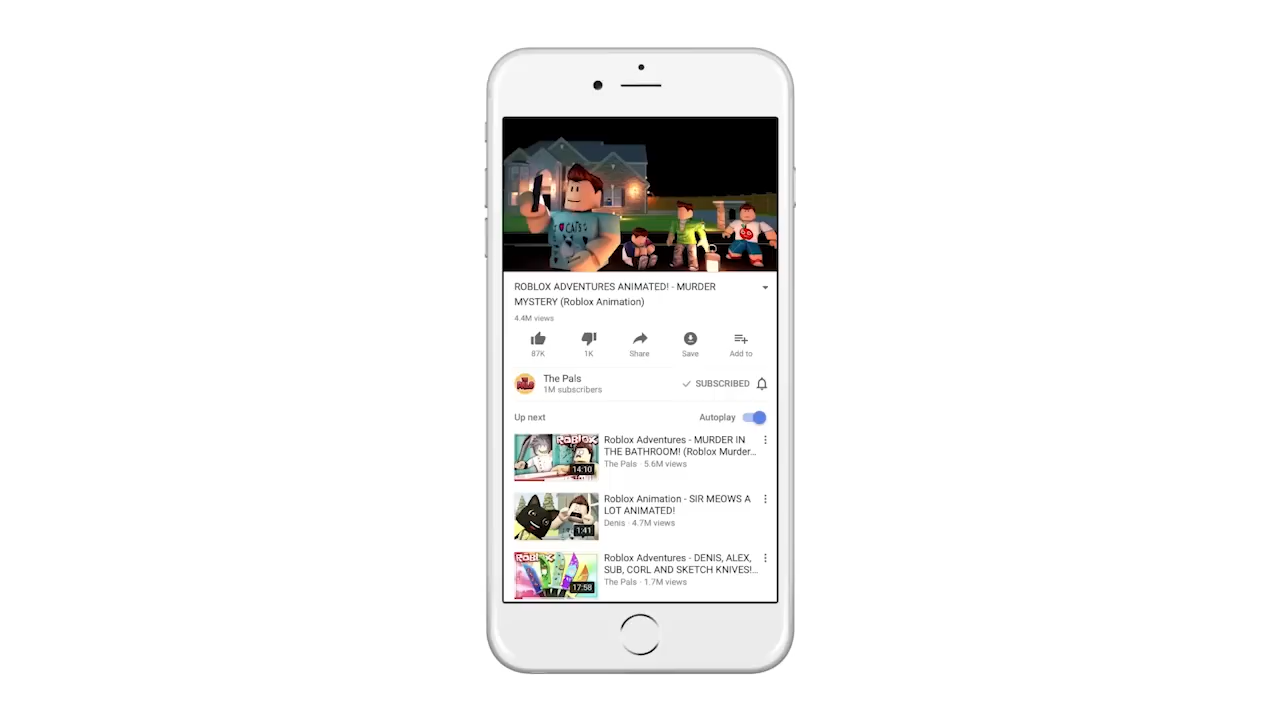 I ♥ CATS
ROBLOX ADVENTURES ANIMATED! - MURDER
MYSTERY (Roblox Animation)
4.4M views
87K
1K
Share
Save
Add to
The Pals
1M subscribers
SUBSCRIBED
Up next
Autoplay
ROBLOX
14:10
Roblox Adventures - MURDER IN
THE BATHROOM! (Roblox Murder...
The Pals · 5.6M views
1:41
Roblox Animation - SIR MEOWS A
LOT ANIMATED!
Denis · 4.7M views
ROBLOX
17:58
Roblox Adventures - DENIS, ALEX,
SUB, CORL AND SKETCH KNIVES!...
The Pals · 1.7M views